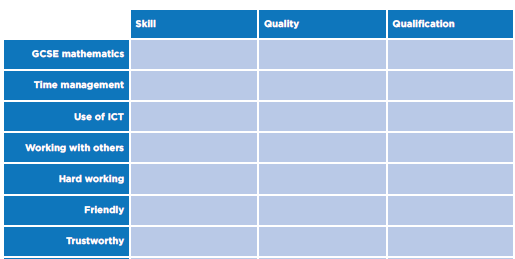 Skill Quality Qualification
GCSE mathematics
Time management
Use of ICT
Working with others
Hard working
Friendly
Trustworthy